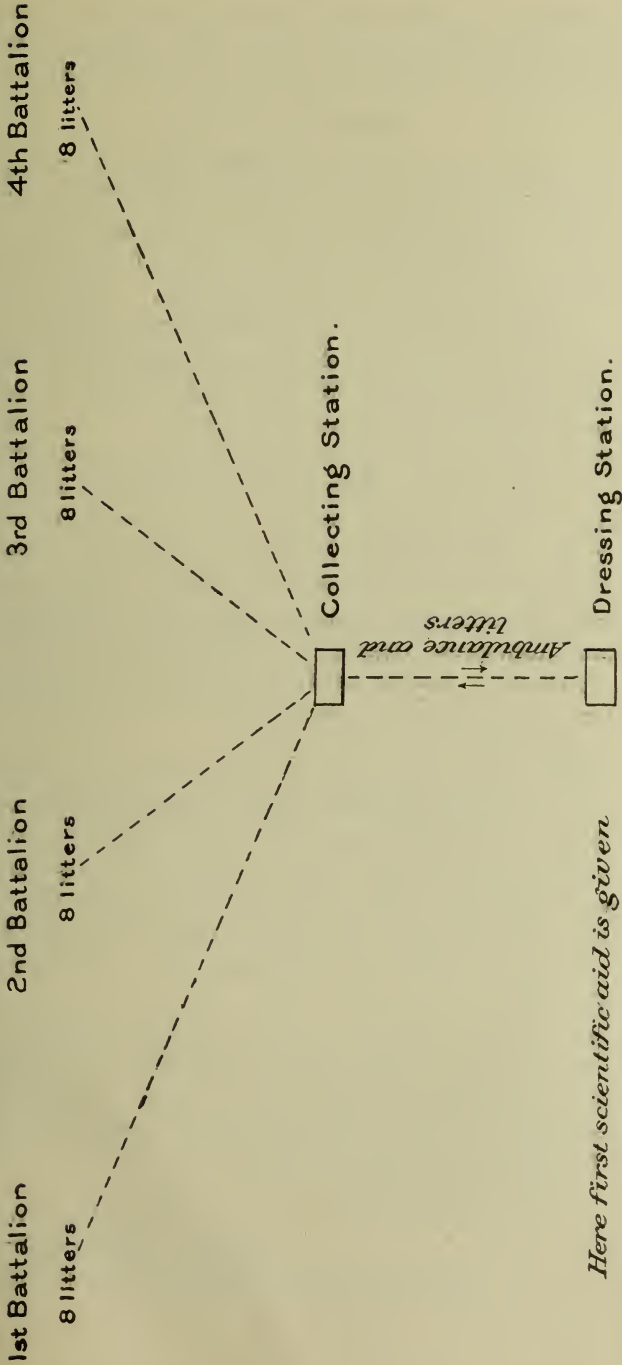 1st Battalion
2nd Battalion
3rd Battalion
4th Battalion
8 litters
8 litters
8 litters
8 litters
Collecting Station.
Ambulance and
litters
Here first scientific aid is given
Dressing Station.